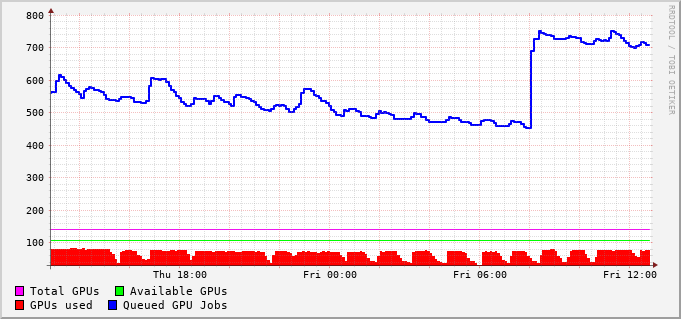 800
700
600
500
400
300
200
100
Thu 18:00 Fri 00:00 Fri 06:00 Fri 12:00
Total GPUs Available GPUs
GPUs used Queued GPU Jobs
RRDTOOL / TOBI OETIKER